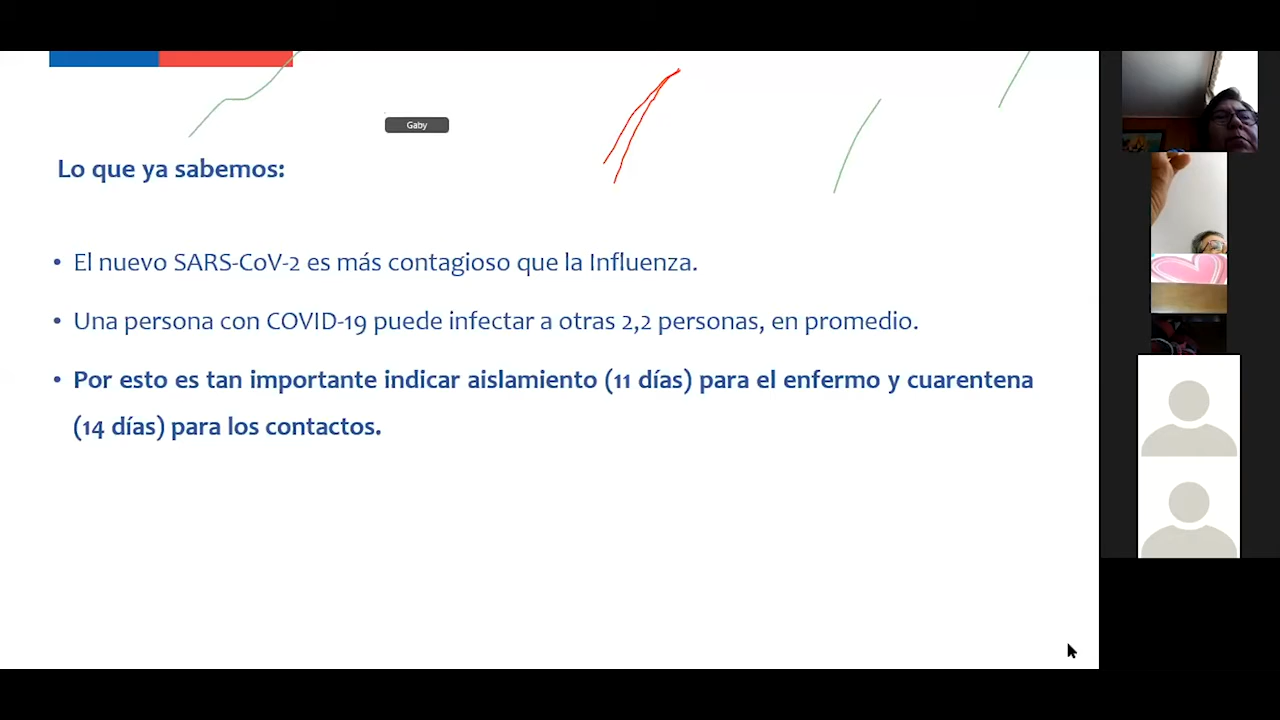 Gaby
Lo que ya sabemos:
• El nuevo SARS-CoV-2 es más contagioso que la Influenza.
• Una persona con COVID-19 puede infectar a otras 2,2 personas, en promedio.
• Por esto es tan importante indicar aislamiento (11 días) para el enfermo y cuarentena
(14 días) para los contactos.